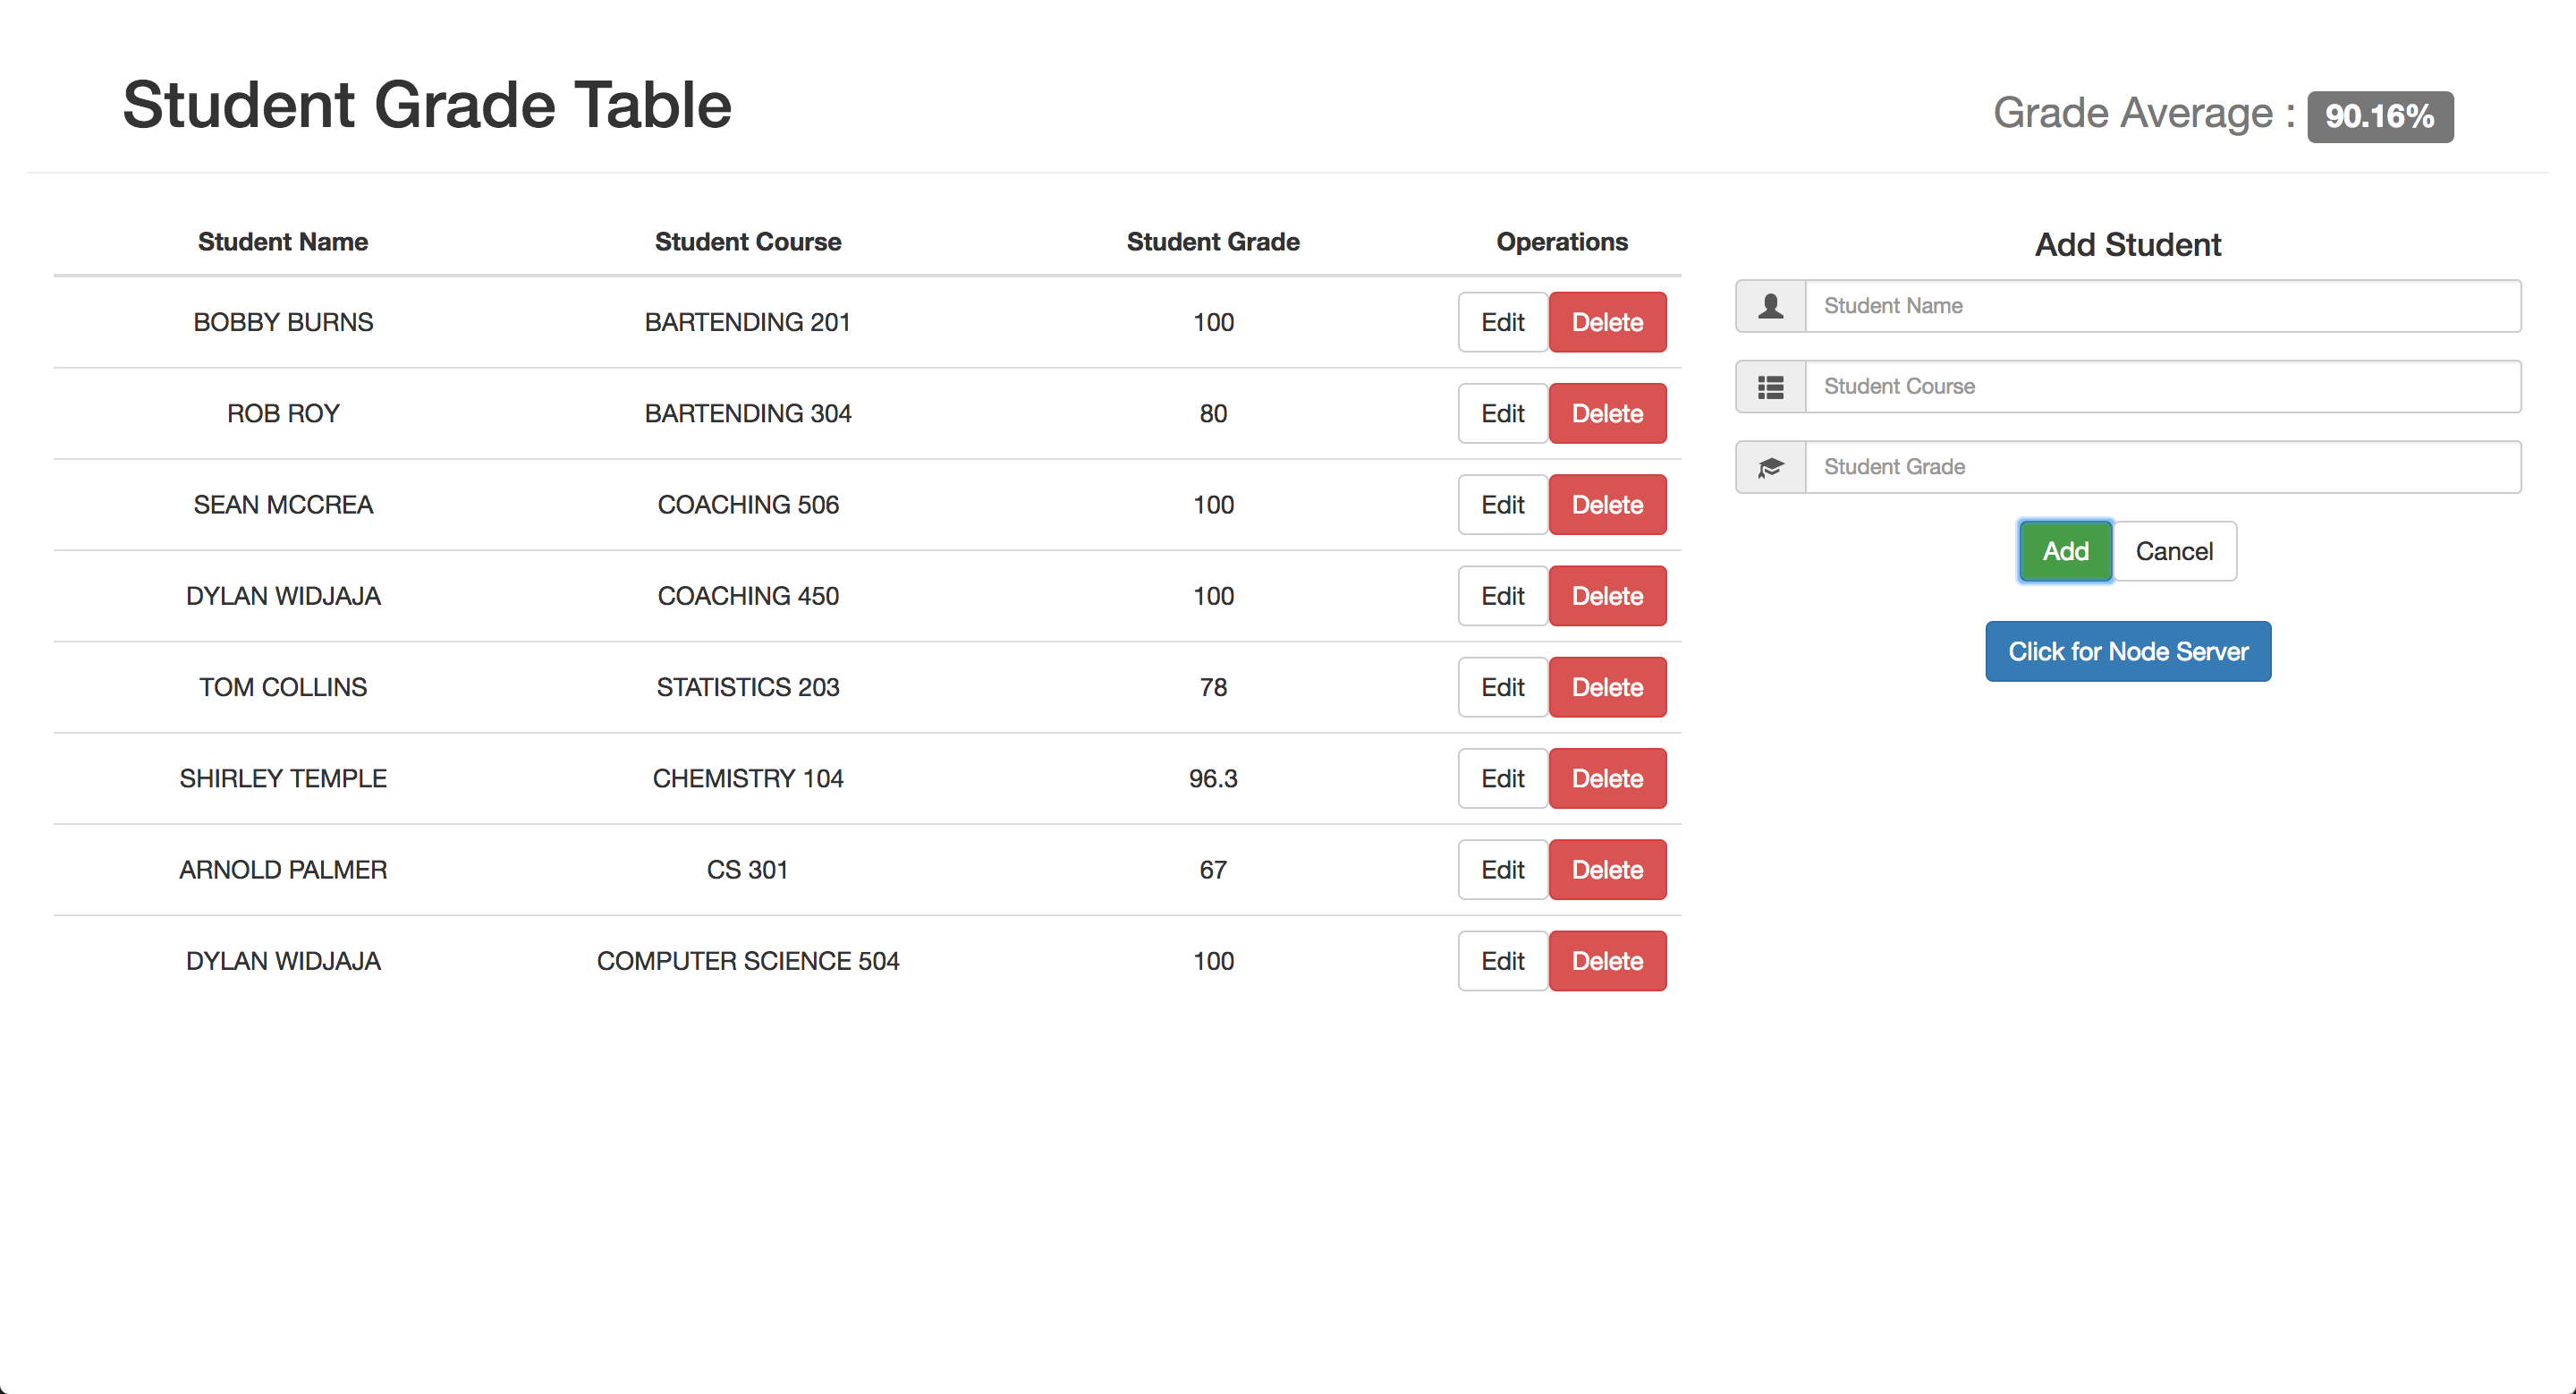 Student Grade Table
Grade Average : 90.16%
Student Name Student Course Student Grade Operations
BOBBY BURNS BARTENDING 201 100 Edit Delete
ROB ROY BARTENDING 304 80 Edit Delete
SEAN MCCREA COACHING 506 100 Edit Delete
DYLAN WIDJAJA COACHING 450 100 Edit Delete
TOM COLLINS STATISTICS 203 78 Edit Delete
SHIRLEY TEMPLE CHEMISTRY 104 96.3 Edit Delete
ARNOLD PALMER CS 301 67 Edit Delete
DYLAN WIDJAJA COMPUTER SCIENCE 504 100 Edit Delete
Add Student
Student Name
Student Course
Student Grade
Add Cancel
Click for Node Server